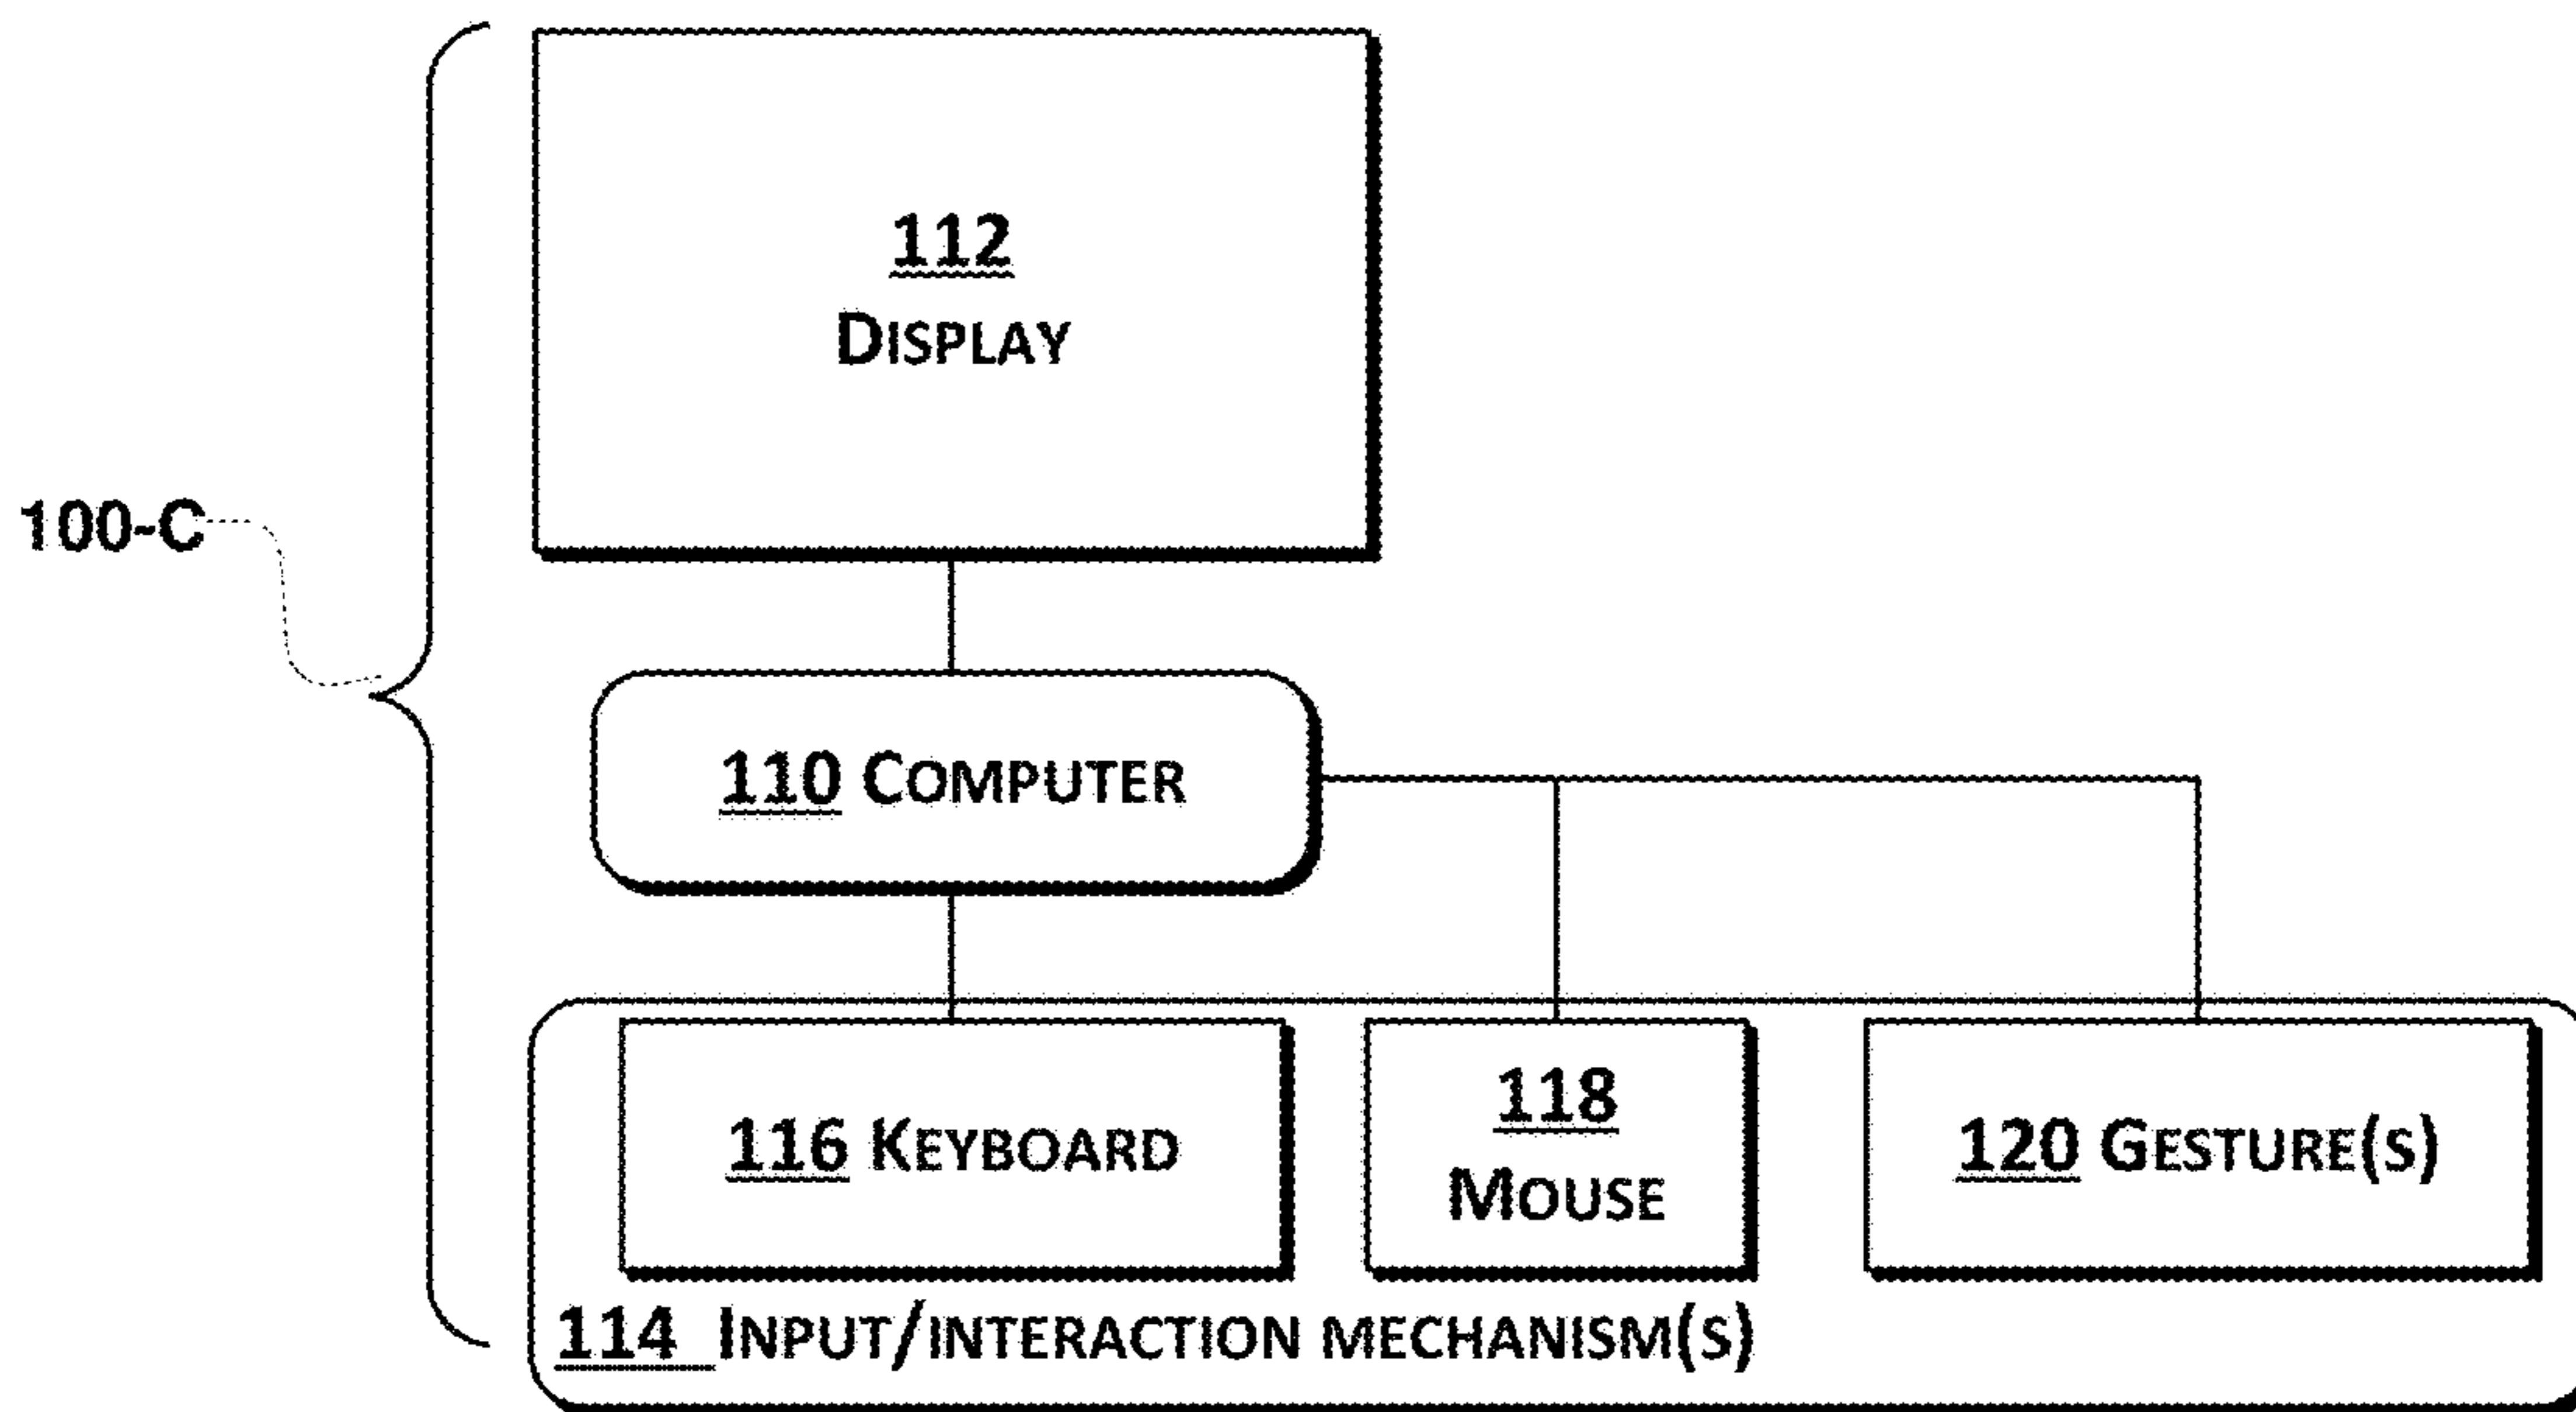 112
DISPLAY
100-C
110 COMPUTER
116 KEYBOARD
118
MOUSE
120 GESTURE(S)
114 INPUT/INTERACTION MECHANISM(S)